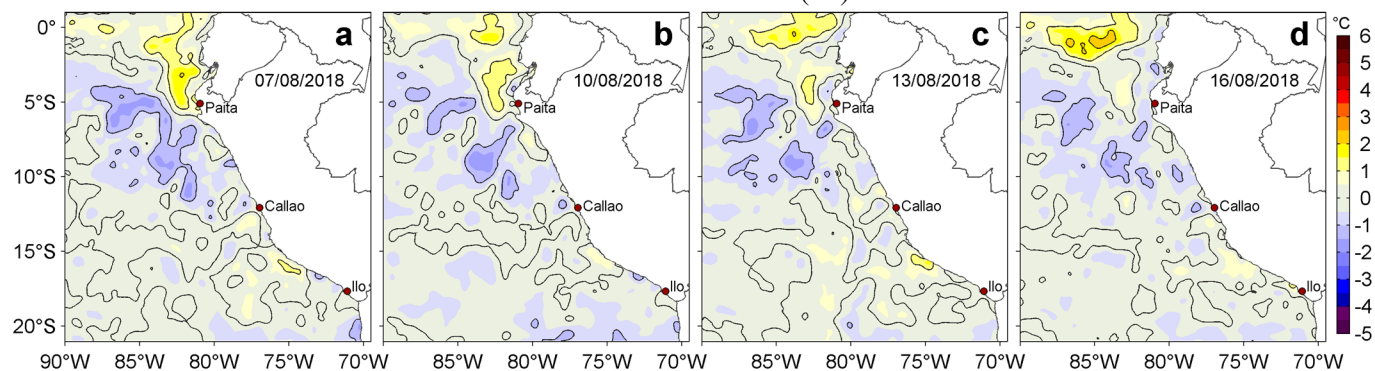 a
b
c
d
°C
07/08/2018
10/08/2018
13/08/2018
16/08/2018
Paita
Paita
Paita
Paita
Callao
Callao
Callao
Callao
Ilo
Ilo
Ilo
Ilo
0°
5°S
10°S
15°S
20°S
90°W 85°W 80°W 75°W 70°W
85°W 80°W 75°W 70°W
85°W 80°W 75°W 70°W
85°W 80°W 75°W 70°W
6
5
4
3
2
1
0
-1
-2
-3
-4
-5